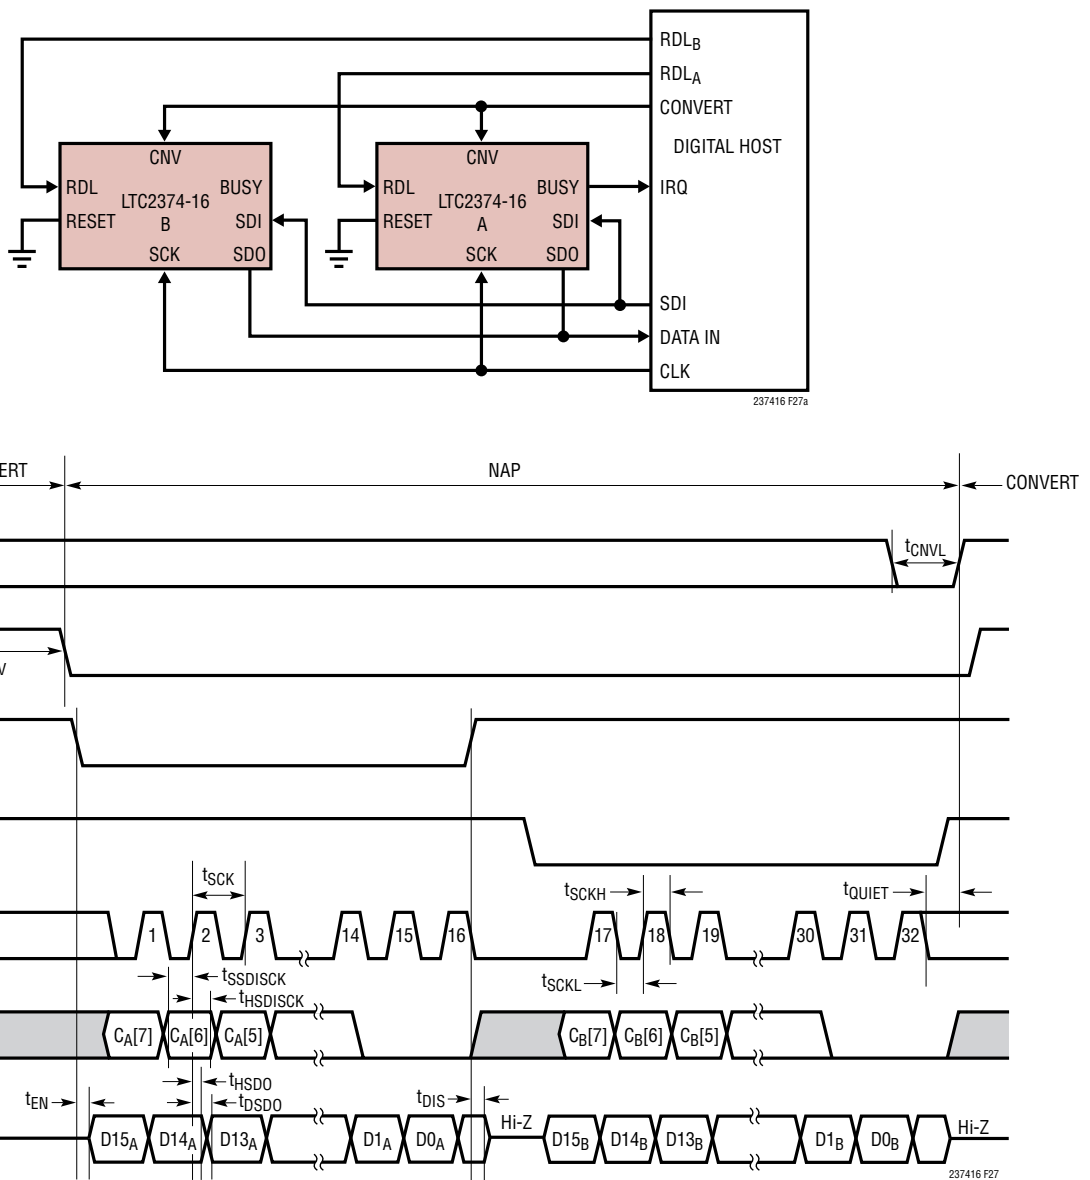 RDLB
RDLA
CONVERT
DIGITAL HOST
CNV
CNV
RDL
BUSY
RDL
BUSY
IRQ
LTC2374-16
LTC2374-16
RESET
B
SDI
RESET
A
SDI
SCK
SDO
SCK
SDO
SDI
DATA IN
CLK
237416 F27a
ERT
NAP
CONVERT
tCNVL
V
tSCK
tSCKH
tQUIET
1 2 3 14 15 16 17 18 19 30 31 32
tSSDISCK
tSCKL
tHSDISCK
CA[7] CA[6] CA[5] CB[7] CB[6] CB[5]
tHSDO
tEN
tDSDO
tDIS
Hi-Z
Hi-Z
D15A D14A D13A D1A D0A D15B D14B D13B D1B D0B
237416 F27